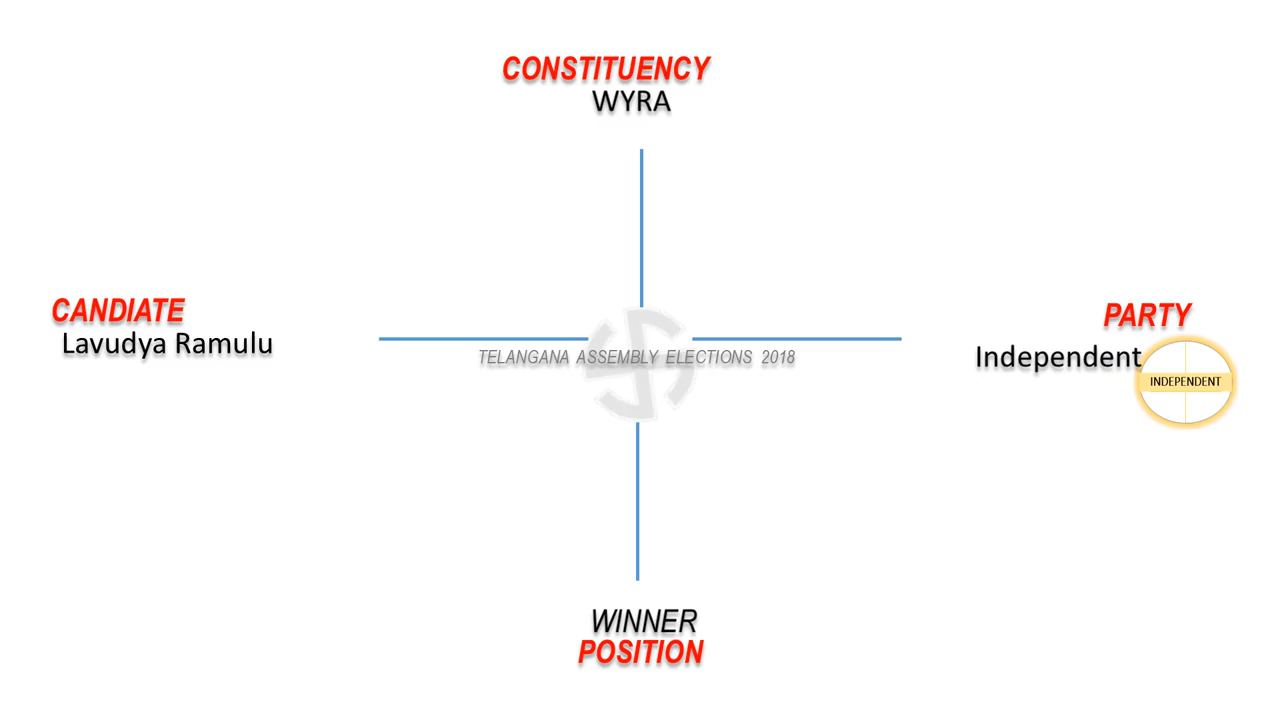 CONSTITUENCY
WYRA
CANDIATE
Lavudya Ramulu
PARTY
Independent
INDEPENDENT
TELANGANA ASSEMBLY ELECTIONS 2018
WINNER
POSITION